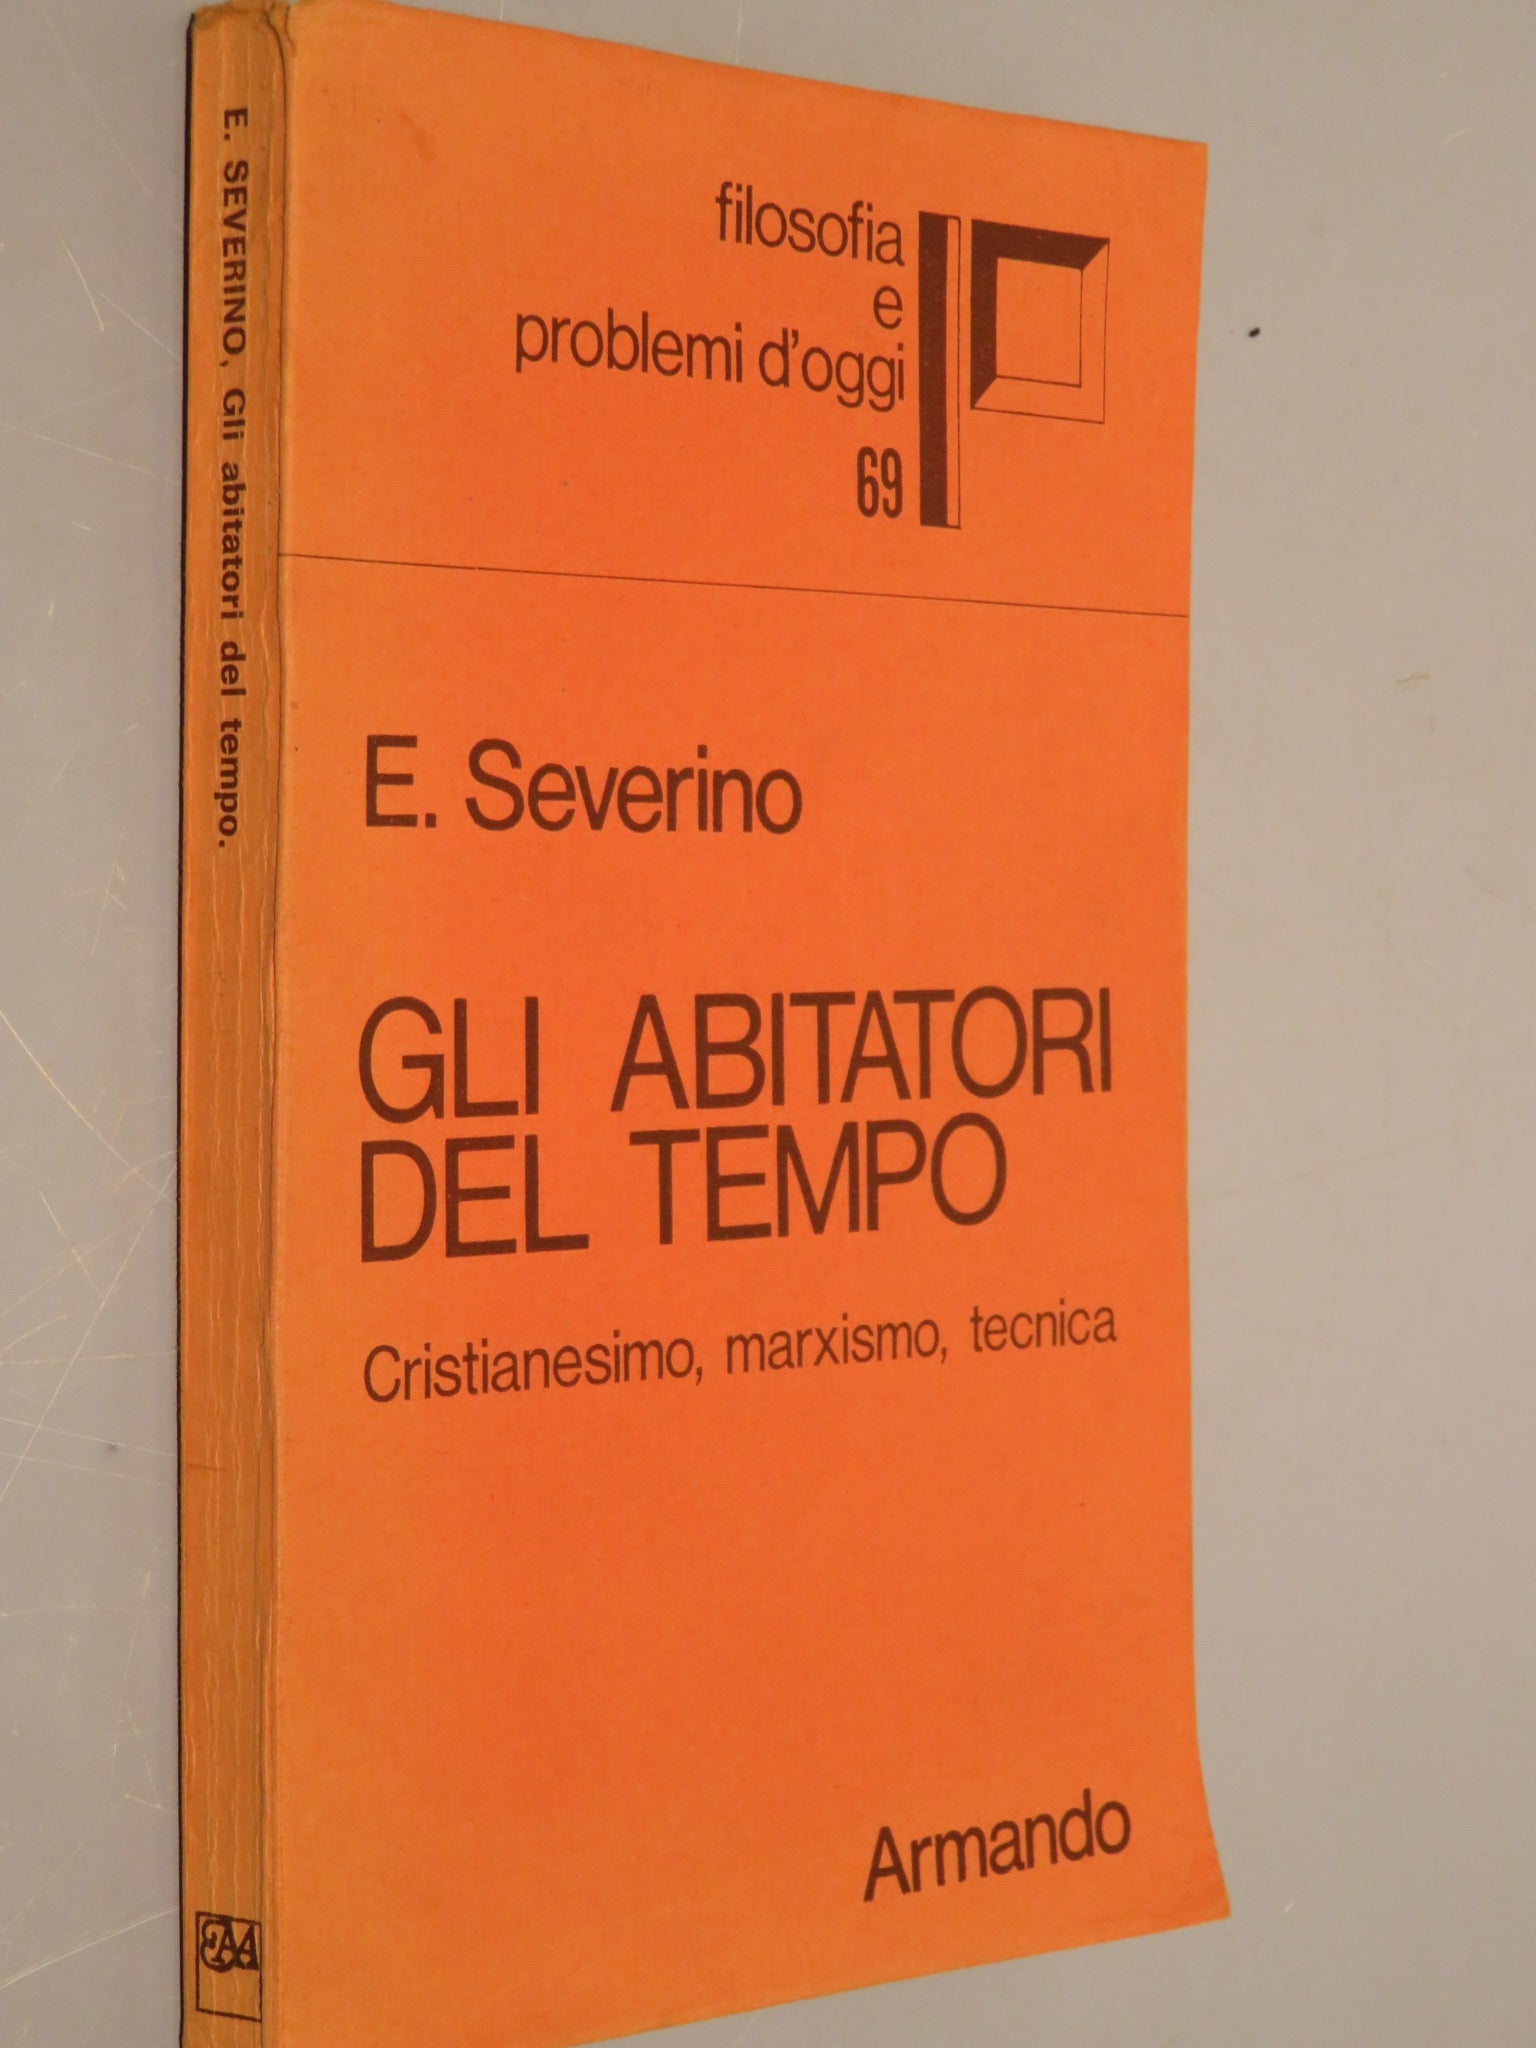 E. SEVERINO, Gli abitatori del tempo.
filosofia
e
problemi d'oggi
69
E. Severino
GLI ABITATORI
DEL TEMPO
Cristianesimo, marxismo, tecnica
Armando